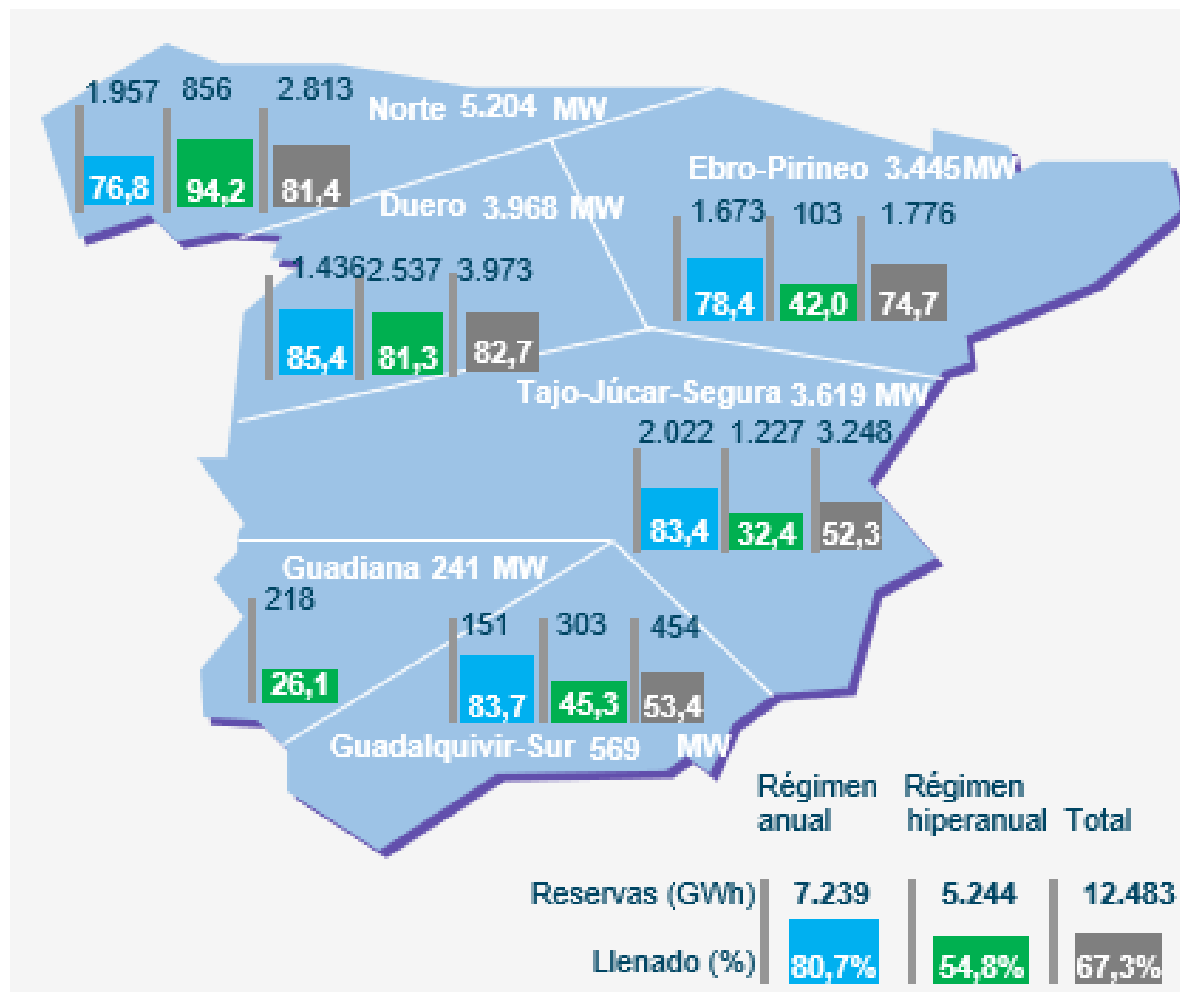 1.957 856 2.813
Norte 5.204 MW
76,8 94,2 81,4
Ebro-Pirineo 3.445 MW
Duero 3.968 MW
1.673 103 1.776
1.436 2.537 3.973
78,4 42,0 74,7
85,4 81,3 82,7
Tajo-Júcar-Segura 3.619 MW
2.022 1.227 3.248
83,4 32,4 52,3
Guadiana 241 MW
218
151 303 454
26,1
83,7 45,3 53,4
Guadalquivir-Sur 569 MW
Régimen anual
Régimen hiperanual
Total
Reservas (GWh) 7.239 5.244 12.483
Llenado (%) 80,7% 54,8% 67,3%